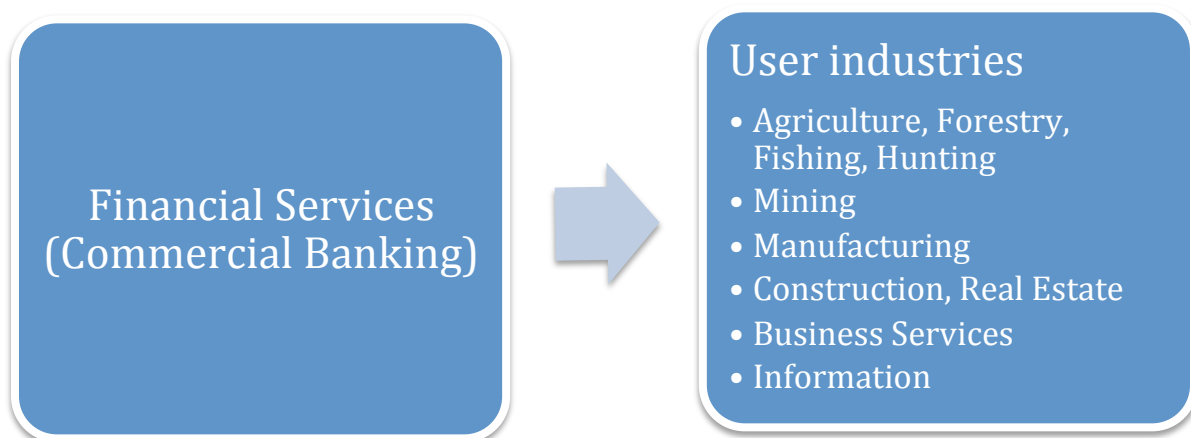 Financial Services
(Commercial Banking)
User industries
• Agriculture, Forestry,
Fishing, Hunting
• Mining
• Manufacturing
• Construction, Real Estate
• Business Services
• Information